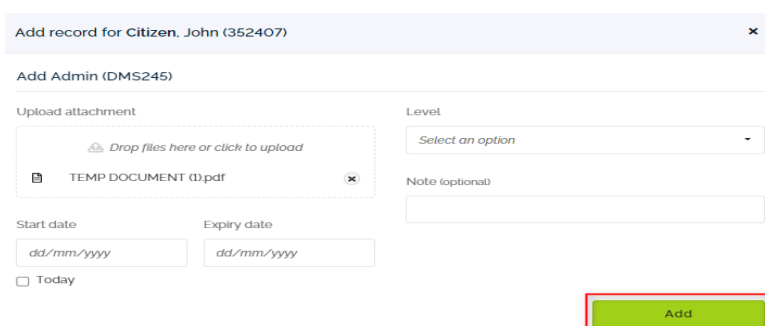 Add record for Citizen, John (352407)
Add Admin (DMS245)
Upload attachment
Drop files here or click to upload
TEMP DOCUMENT (1).pdf
Start date
Expiry date
dd/mm/yyyy
dd/mm/yyyy
Today
Level
Select an option
Note (optional)
Add